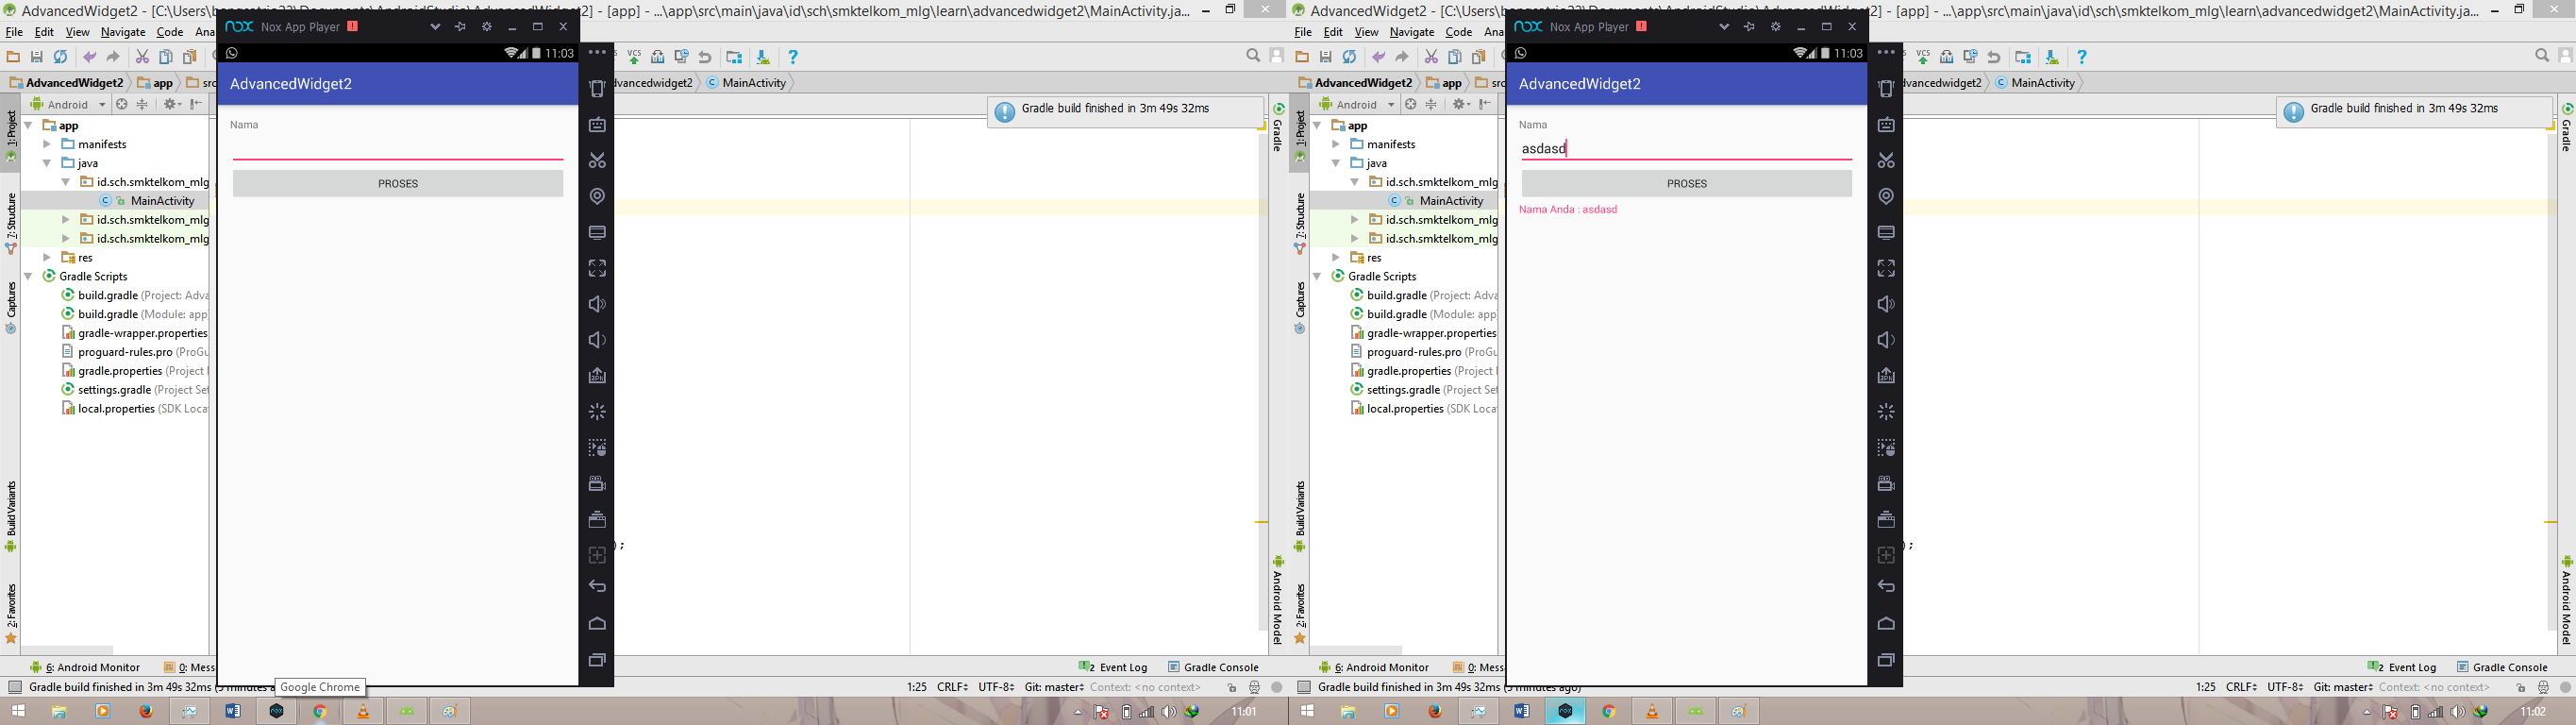 AdvancedWidget2 - [C:\Users\
\AdvancedWidget2] - [app] - ...\app\src\main\java\id\sch\smktelkom_mlg\learn\advancedwidget2\MainActivity.ja...
File Edit View Navigate Code Ana
Nox App Player
11:03
VCS
AdvancedWidget2 app src
dvancedwidget2 MainActivity
AdvancedWidget2
Android
Gradle build finished in 3m 49s 32ms
1: Project
7: Structure
Captures
Build Variants
2: Favorites
Gradle
Android Model
app
manifests
java
id.sch.smktelkom_mlg
MainActivity
id.sch.smktelkom_mlg
id.sch.smktelkom_mlg
res
Gradle Scripts
build.gradle (Project: Adva
build.gradle (Module: app
gradle-wrapper.properties
proguard-rules.pro (ProGu
gradle.properties (Project
settings.gradle (Project Set
local.properties (SDK Loca
Nama
PROSES
);
6: Android Monitor 0: Mess
2 Event Log Gradle Console
Gradle build finished in 3m 49s 32ms (3 minutes a
Google Chrome
1:25 CRLF UTF-8 Git: master Context: <no context>
11:01
AdvancedWidget2 - [C:\Users\
\AdvancedWidget2] - [app] - ...\app\src\main\java\id\sch\smktelkom_mlg\learn\advancedwidget2\MainActivity.ja...
File Edit View Navigate Code Ana
Nox App Player
11:03
VCS
AdvancedWidget2 app src
dvancedwidget2 MainActivity
AdvancedWidget2
Android
Gradle build finished in 3m 49s 32ms
1: Project
7: Structure
Captures
Build Variants
2: Favorites
Gradle
Android Model
app
manifests
java
id.sch.smktelkom_mlg
MainActivity
id.sch.smktelkom_mlg
id.sch.smktelkom_mlg
res
Gradle Scripts
build.gradle (Project: Adva
build.gradle (Module: app
gradle-wrapper.properties
proguard-rules.pro (ProGu
gradle.properties (Project
settings.gradle (Project Set
local.properties (SDK Loca
Nama
asdasd
PROSES
Nama Anda : asdasd
);
6: Android Monitor 0: Mess
2 Event Log Gradle Console
Gradle build finished in 3m 49s 32ms
1:25 CRLF UTF-8 Git: master Context: <no context>
11:02